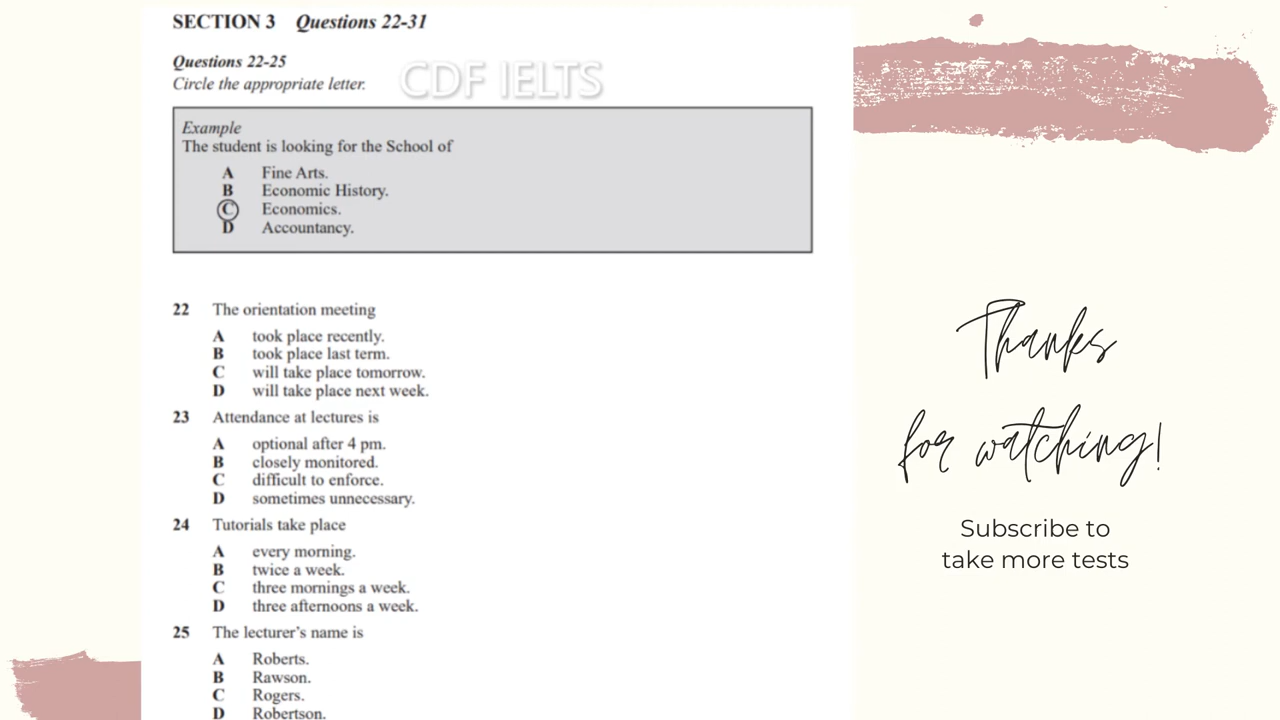 SECTION 3 Questions 22-31
Questions 22-25
Circle the appropriate letter.
CDF IELTS
Example
The student is looking for the School of
A Fine Arts.
B Economic History.
C Economics.
D Accountancy.
22 The orientation meeting
A took place recently.
B took place last term.
C will take place tomorrow.
D will take place next week.
23 Attendance at lectures is
A optional after 4 pm.
B closely monitored.
C difficult to enforce.
D sometimes unnecessary.
24 Tutorials take place
A every morning.
B twice a week.
C three mornings a week.
D three afternoons a week.
25 The lecturer's name is
A Roberts.
B Rawson.
C Rogers.
D Robertson.
Thanks
for watching!
Subscribe to
take more tests